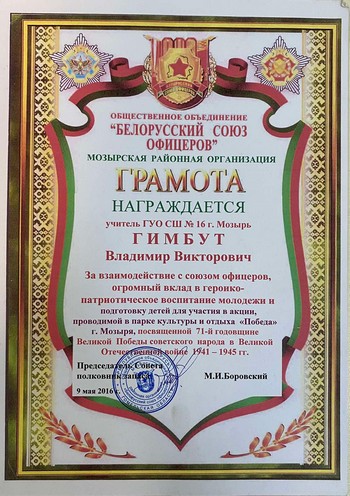 ОБЩЕСТВЕННОЕ ОБЪЕДИНЕНИЕ
“БЕЛОРУССКИЙ СОЮЗ
ОФИЦЕРОВ”
МОЗЫРСКАЯ РАЙОННАЯ ОРГАНИЗАЦИЯ
ГРАМОТА
НАГРАЖДАЕТСЯ
учитель ГУО СШ № 16 г. Мозырь
ГИМБУТ
Владимир Викторович
За взаимодействие с союзом офицеров,
огромный вклад в героико-
патриотическое воспитание молодежи и
подготовку детей для участия в акции,
проводимой в парке культуры и отдыха «Победа»
г. Мозыря, посвященной 71-й годовщине
Великой Победы советского народа в Великой
Отечественной войне 1941 – 1945 гг.
Председатель Совета
полковник запаса М.И.Боровский
9 мая 2016 г.